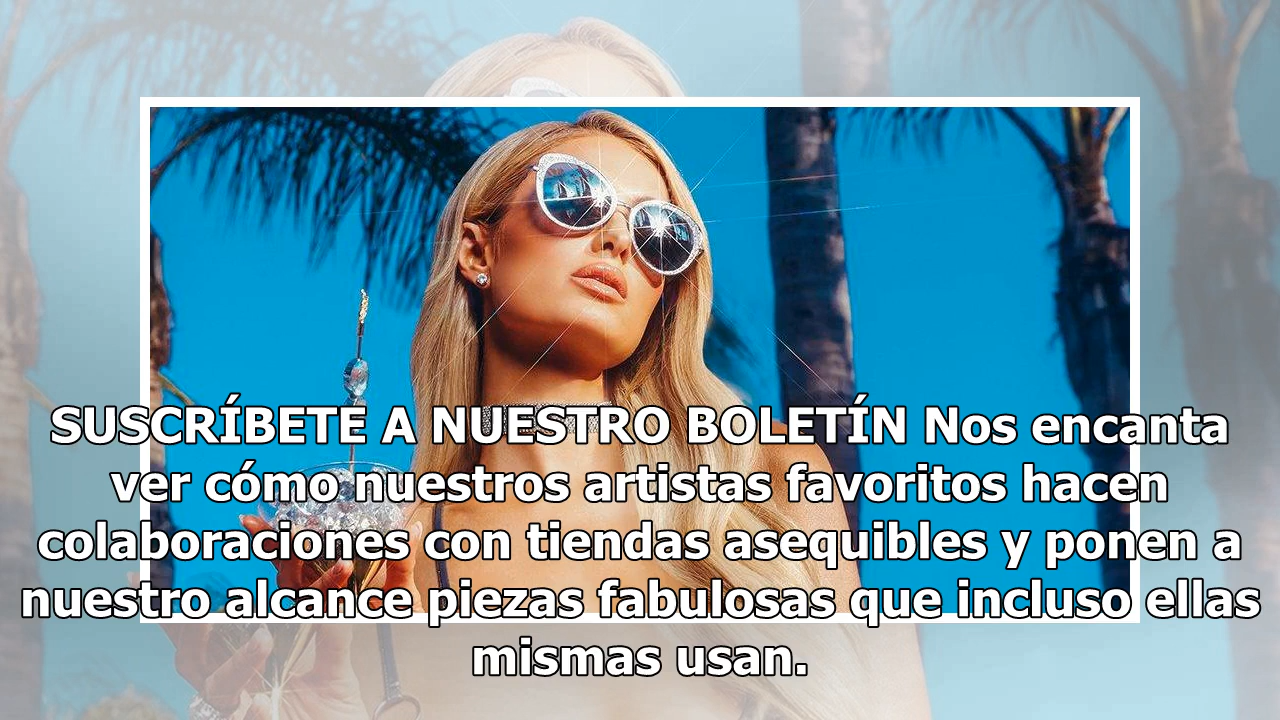 SUSCRÍBETE A NUESTRO BOLETÍN Nos encanta
ver cómo nuestros artistas favoritos hacen
colaboraciones con tiendas asequibles y ponen a
nuestro alcance piezas fabulosas que incluso ellas
mismas usan.